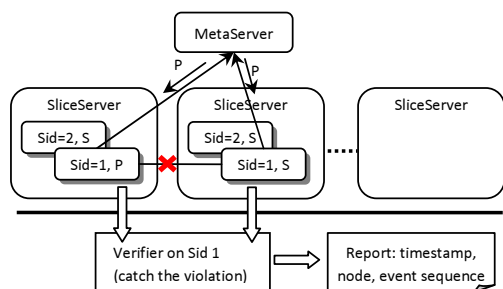 MetaServer
P
P
SliceServer
SliceServer
SliceServer
Sid=2, S
Sid=2, S
Sid=1, P
Sid=1, S
Verifier on Sid 1
(catch the violation)
Report: timestamp,
node, event sequence